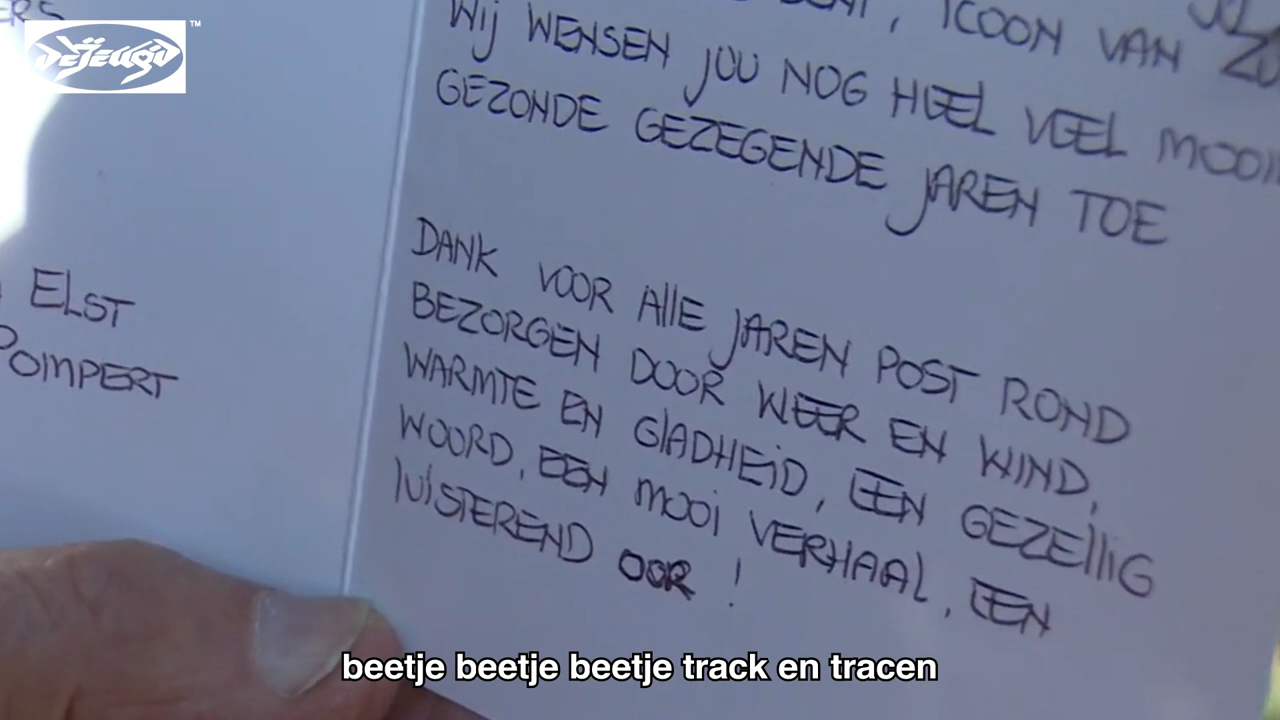 DEJEUGD
™
ICOON VAN
WIJ WENSEN JOU NOG HEEL VEEL
GEZONDE GEZEGENDE JAREN TOE
ELST
POMPERT
DANK VOOR ALLE JAREN POST ROND
BEZORGEN DOOR WEER EN WIND,
WARMTE EN GLADHEID, EEN GEZELLIG
WOORD, EEN MOOI VERHAAL, EEN
LUISTEREND OOR !
beetje beetje beetje track en tracen